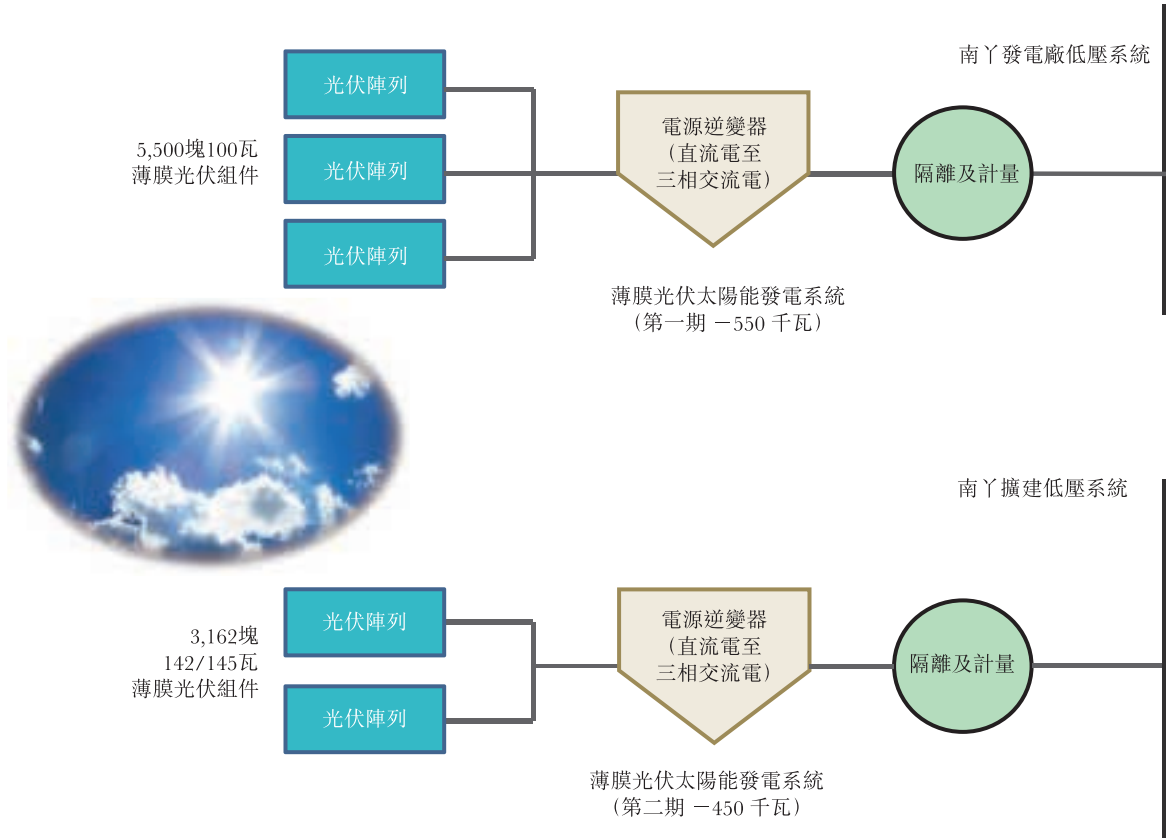 南丫發電廠低壓系統
光伏陣列
5,500塊100瓦
薄膜光伏組件
光伏陣列
光伏陣列
電源逆變器
(直流電至
三相交流電)
隔離及計量
薄膜光伏太陽能發電系統
(第一期 －550 千瓦)
南丫擴建低壓系統
光伏陣列
3,162塊
142/145瓦
薄膜光伏組件
光伏陣列
電源逆變器
(直流電至
三相交流電)
隔離及計量
薄膜光伏太陽能發電系統
(第二期 －450 千瓦)